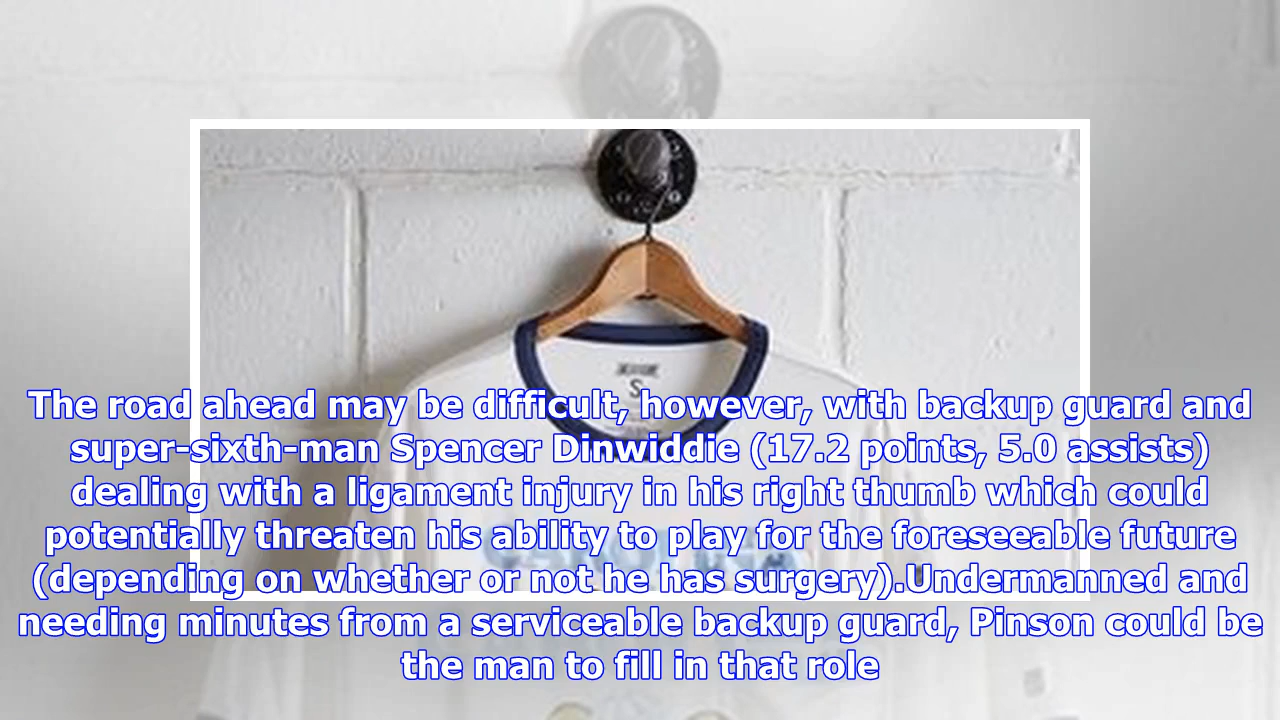 S
The road ahead may be difficult, however, with backup guard and
super-sixth-man Spencer Dinwiddie (17.2 points, 5.0 assists)
dealing with a ligament injury in his right thumb which could
potentially threaten his ability to play for the foreseeable future
(depending on whether or not he has surgery).Undermanned and
needing minutes from a serviceable backup guard, Pinson could be
the man to fill in that role